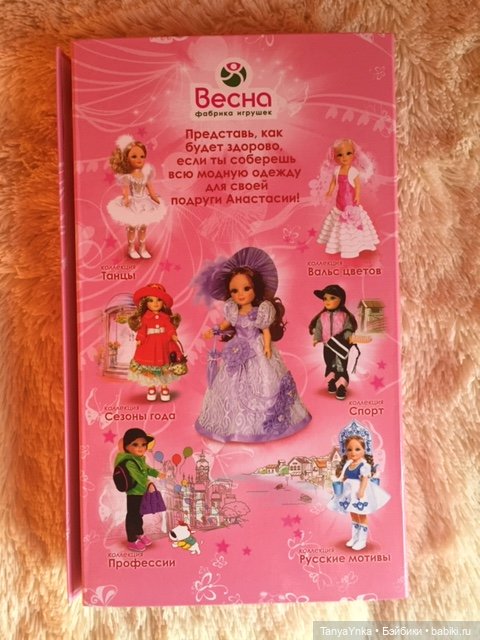 Весна
фабрика игрушек
Представь, как
будет здорово,
если ты соберешь
всю модную одежду
для своей
подруги Анастасии!
коллекция
Танцы
коллекция
Вальс цветов
коллекция
Сезоны года
коллекция
Спорт
коллекция
Профессии
коллекция
Русские мотивы
TanyaYnka • Бэйбики • babiki.ru